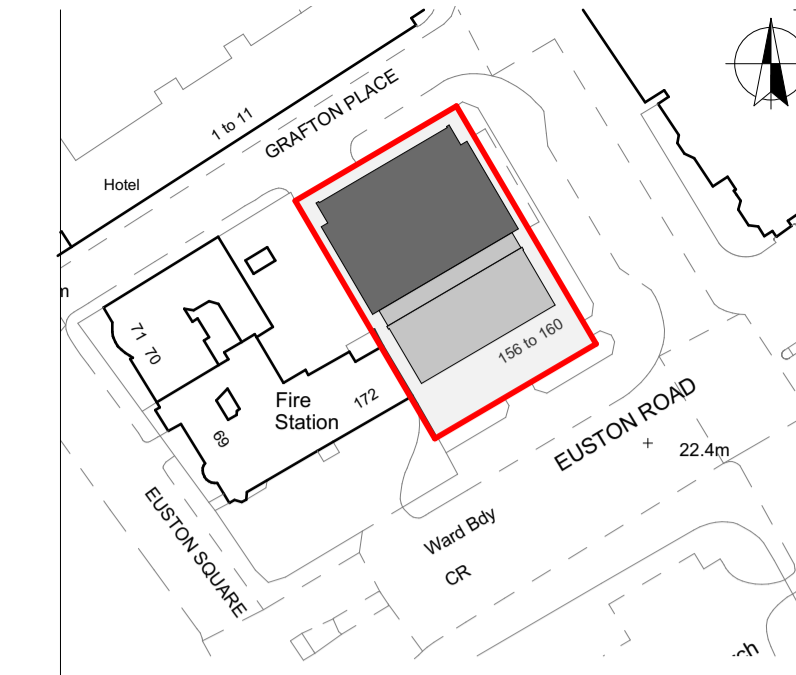 1 to 11
GRAFTON PLACE
Hotel
m
71
70
156 to 160
Fire
Station
172
69
EUSTON ROAD
22.4m
EUSTON SQUARE
Ward Bdy
CR
rch